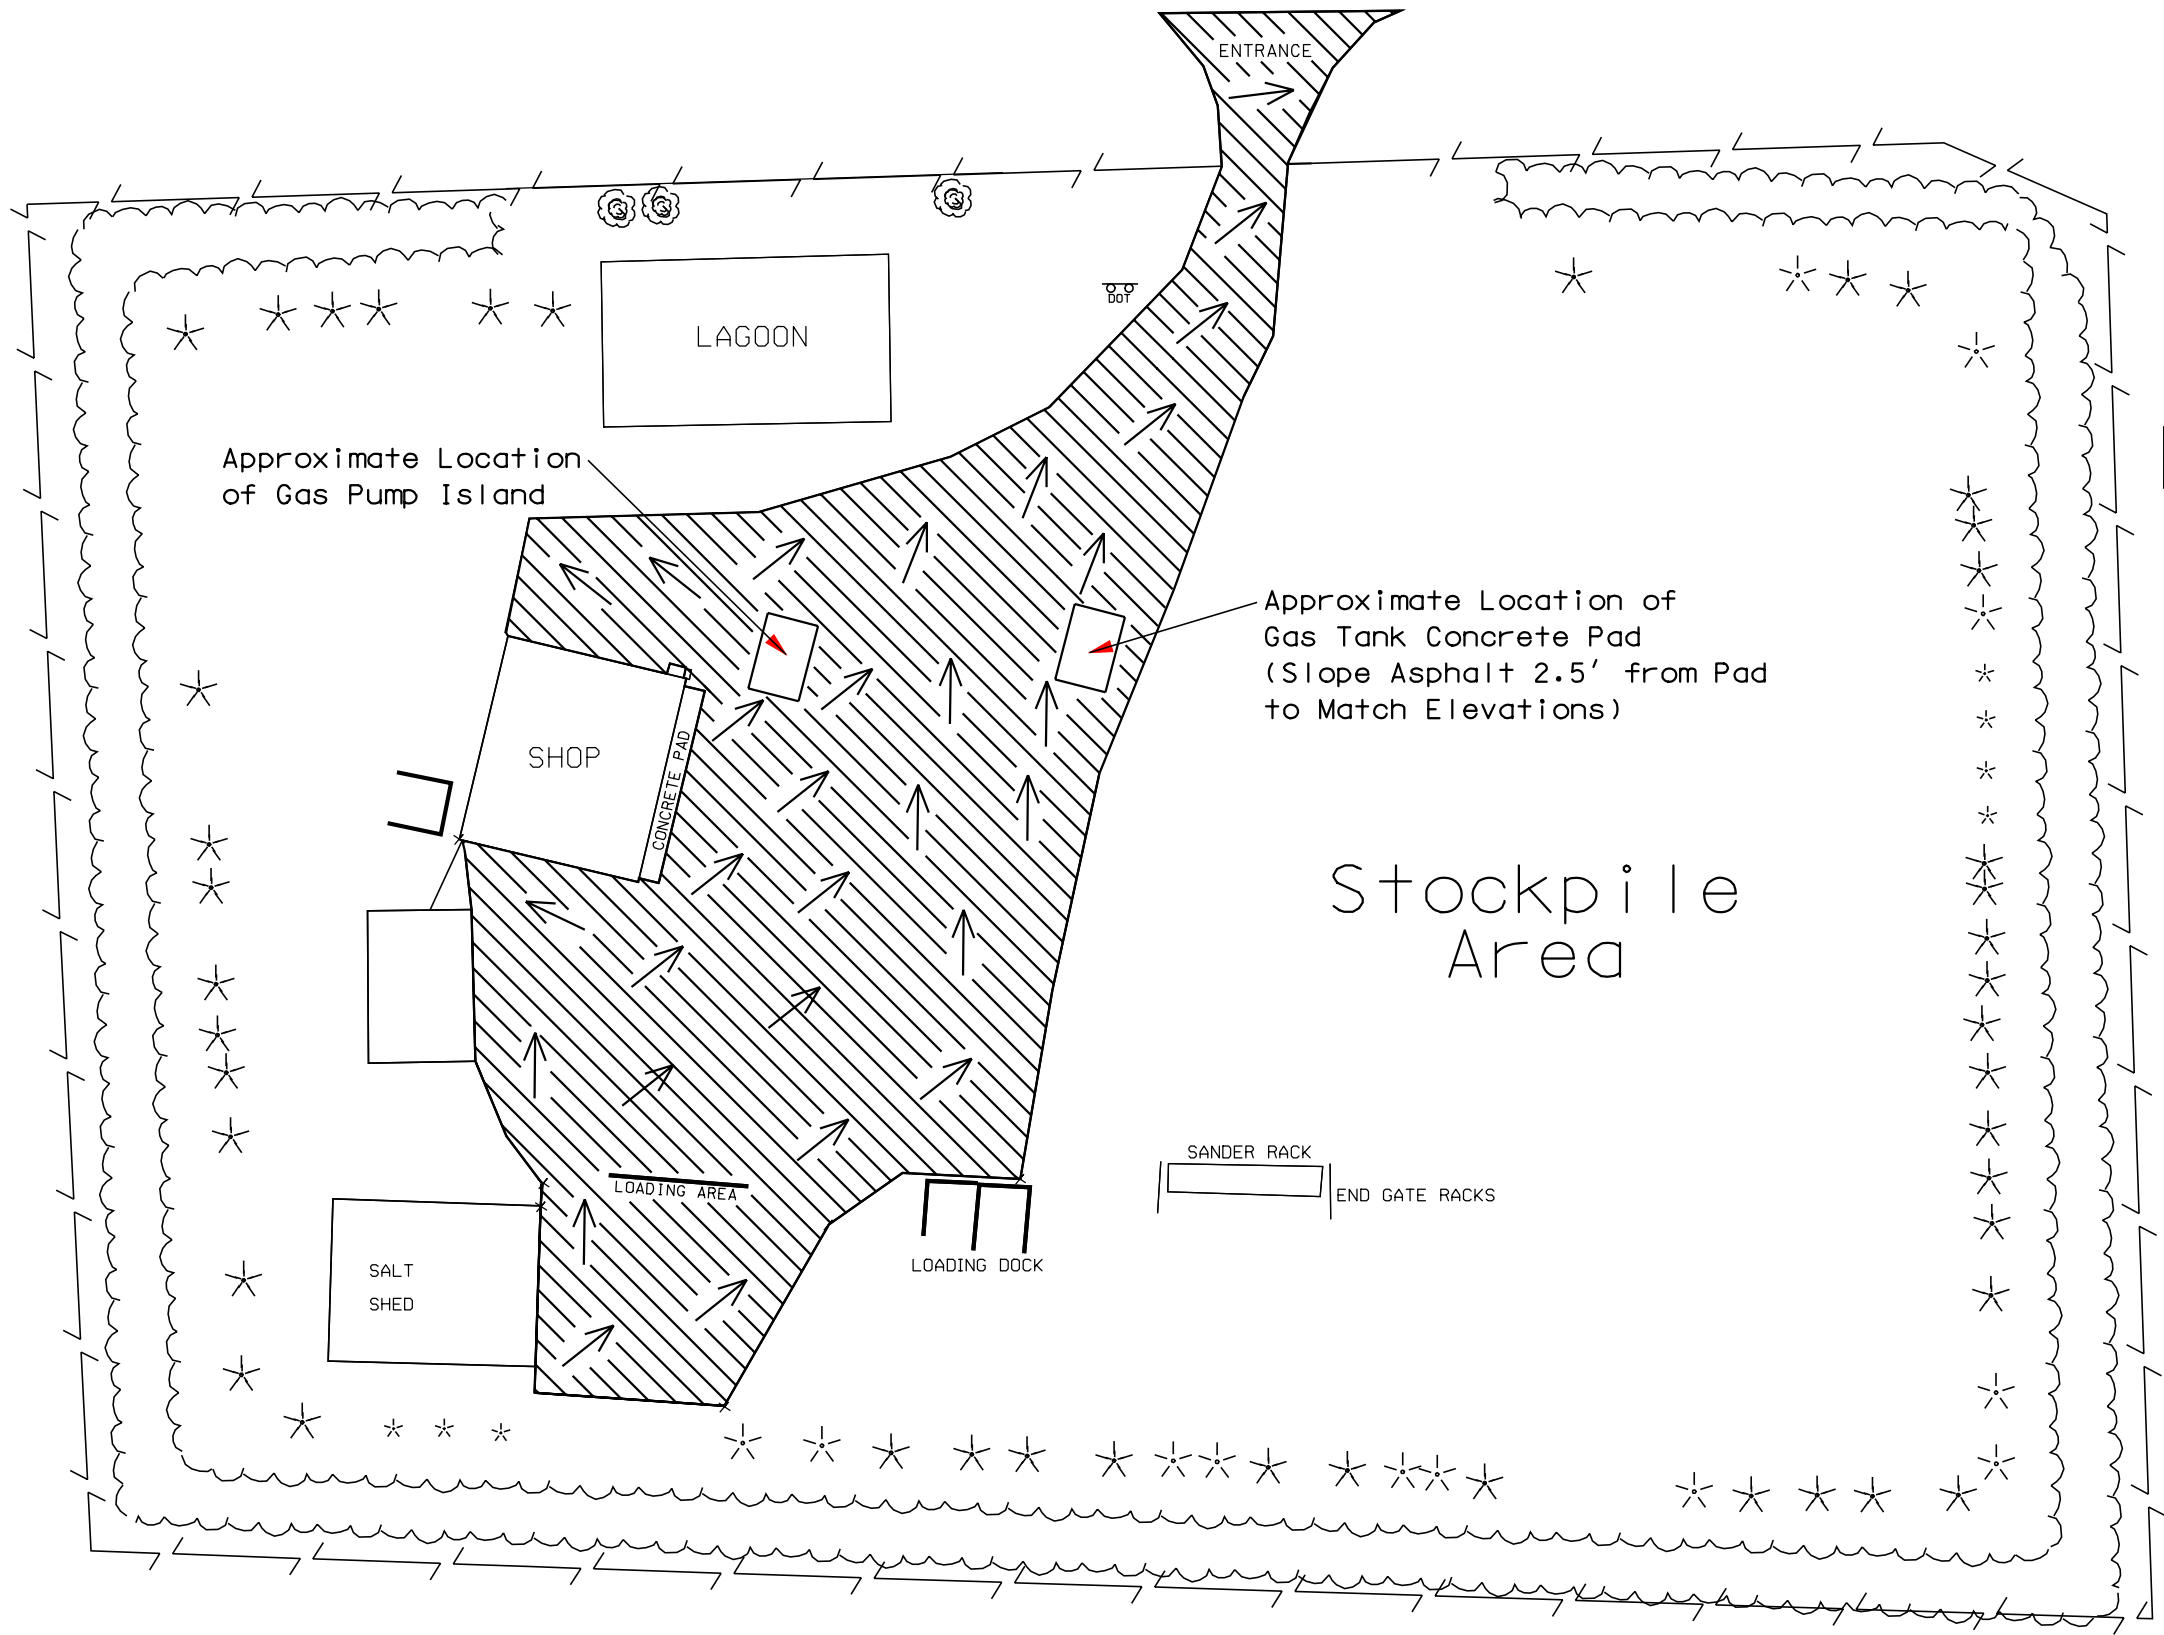 ENTRANCE
DOT
LAGOON
Approximate Location
of Gas Pump Island
Approximate Location of
Gas Tank Concrete Pad
(Slope Asphalt 2.5' from Pad
to Match Elevations)
SHOP
CONCRETE PAD
Stockpile
Area
SANDER RACK
END GATE RACKS
LOADING AREA
LOADING DOCK
SALT
SHED